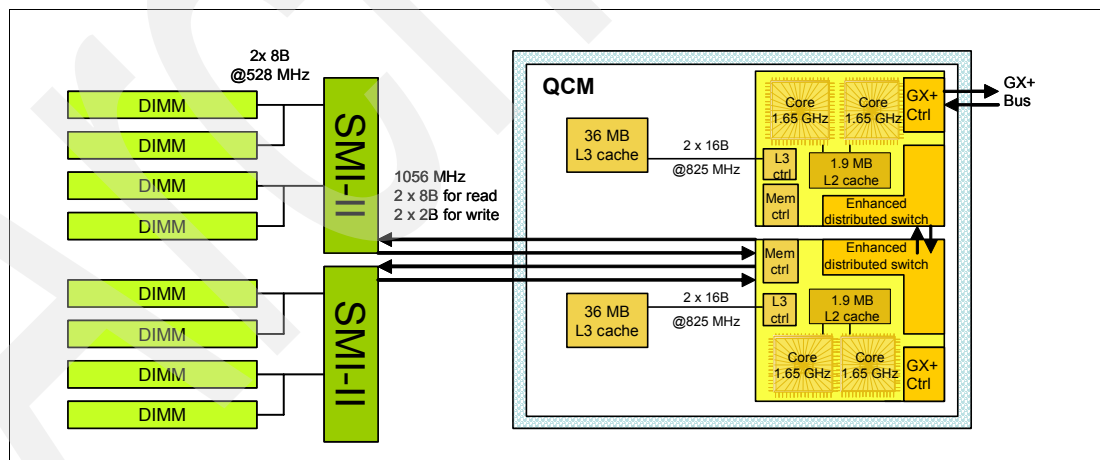 2x 8B
@528 MHz
DIMM
DIMM
DIMM
DIMM
SMI-II
DIMM
DIMM
DIMM
DIMM
SMI-II
1056 MHz
2 x 8B for read
2 x 2B for write
QCM
36 MB
L3 cache
2 x 16B
@825 MHz
Core
1.65 GHz
Core
1.65 GHz
GX+
Ctrl
GX+
Bus
L3
ctrl
1.9 MB
L2 cache
Mem
ctrl
Enhanced
distributed switch
Mem
ctrl
Enhanced
distributed switch
36 MB
L3 cache
2 x 16B
@825 MHz
L3
ctrl
1.9 MB
L2 cache
Core
1.65 GHz
Core
1.65 GHz
GX+
Ctrl